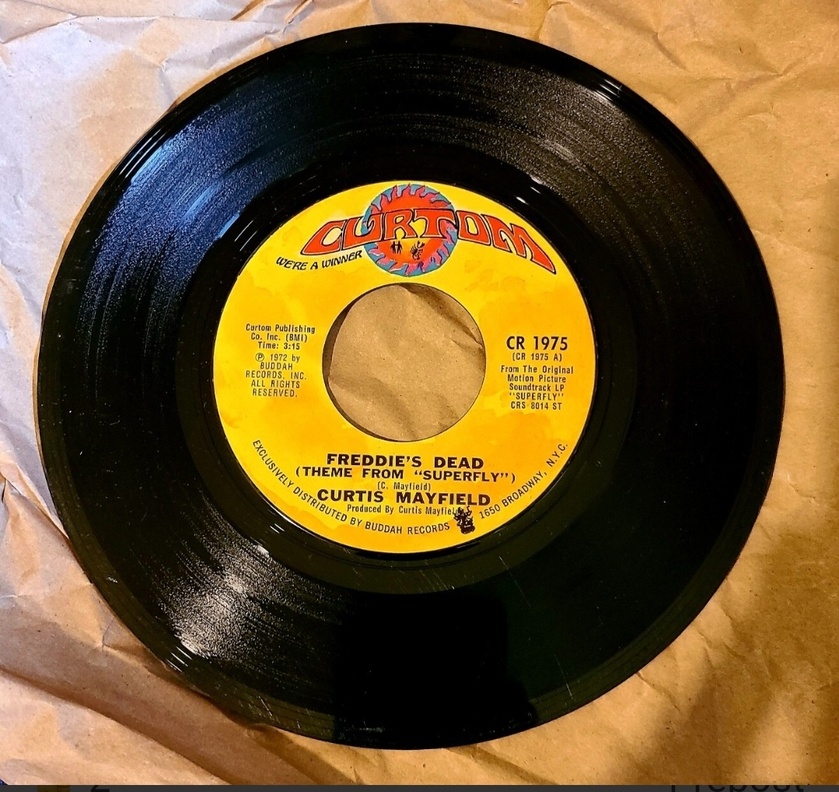 CURTOM
WE'RE A WINNER
Curtom Publishing
Co. Inc. (BMI)
Time: 3:15
Ⓟ 1972 by
BUDDAH
RECORDS, INC.
ALL RIGHTS
RESERVED.
CR 1975
(CR 1975 A)
From The Original
Motion Picture
Soundtrack LP
"SUPERFLY"
CRS 8014 ST
FREDDIE'S DEAD
(THEME FROM "SUPERFLY")
(C. Mayfield)
CURTIS MAYFIELD
Produced By Curtis Mayfield
EXCLUSIVELY DISTRIBUTED BY BUDDAH RECORDS 1650 BROADWAY, N.Y.C.